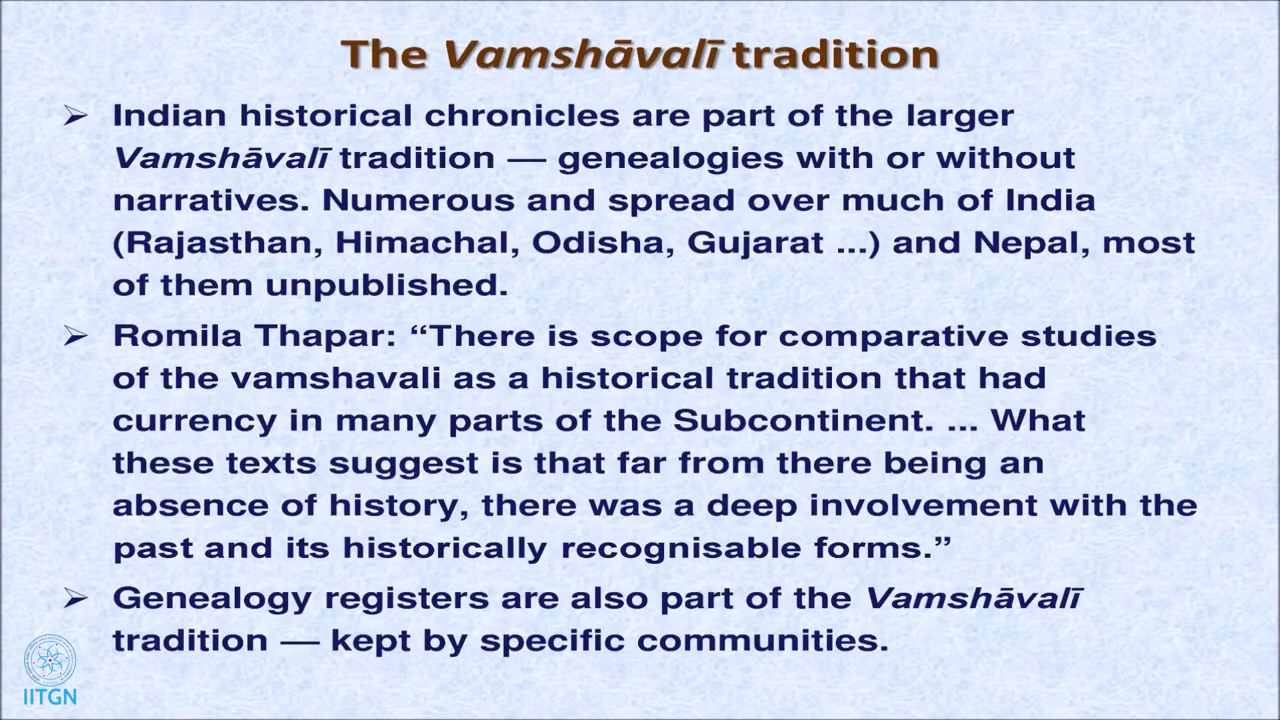 The Vamshāvalī tradition
➢ Indian historical chronicles are part of the larger
Vamshāvalī tradition — genealogies with or without
narratives. Numerous and spread over much of India
(Rajasthan, Himachal, Odisha, Gujarat ...) and Nepal, most
of them unpublished.
➢ Romila Thapar: “There is scope for comparative studies
of the vamshavali as a historical tradition that had
currency in many parts of the Subcontinent. ... What
these texts suggest is that far from there being an
absence of history, there was a deep involvement with the
past and its historically recognisable forms.”
➢ Genealogy registers are also part of the Vamshāvalī
tradition — kept by specific communities.
IITGN